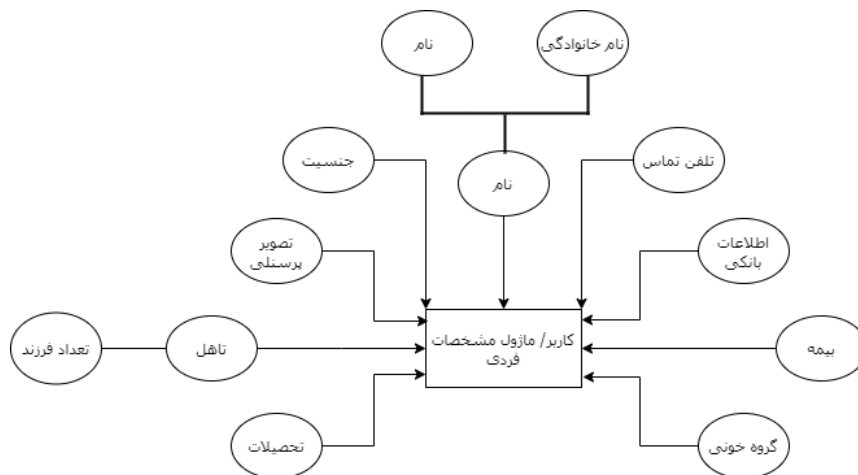 نام خانوادگی
نام
تلفن تماس
نام
جنسیت
اطلاعات
بانکی
تصویر
پرسنلی
بیمه
کاربر/ ماژول مشخصات
فردی
تاهل
تعداد فرزند
گروه خونی
تحصیلات